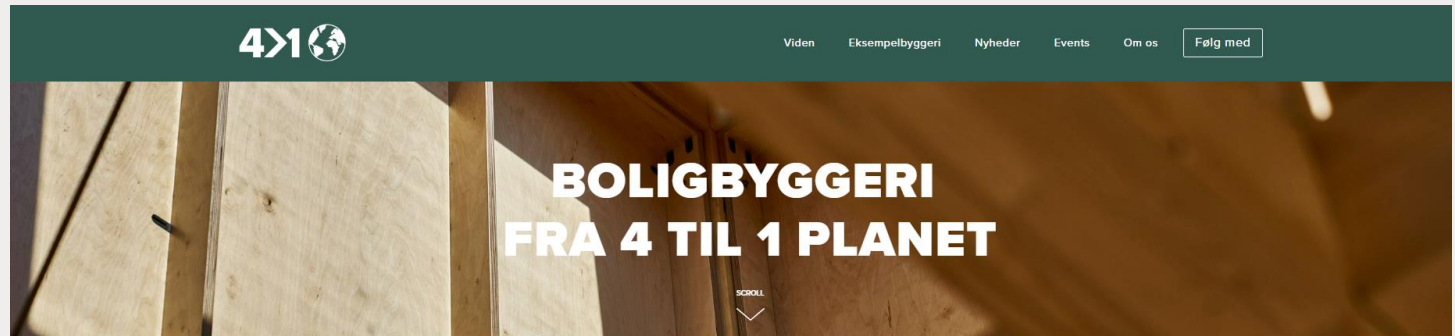 4>1
Viden Eksempelbyggeri Nyheder Events Om os Følg med
BOLIGBYGGERI
FRA 4 TIL 1 PLANET
SCROLL